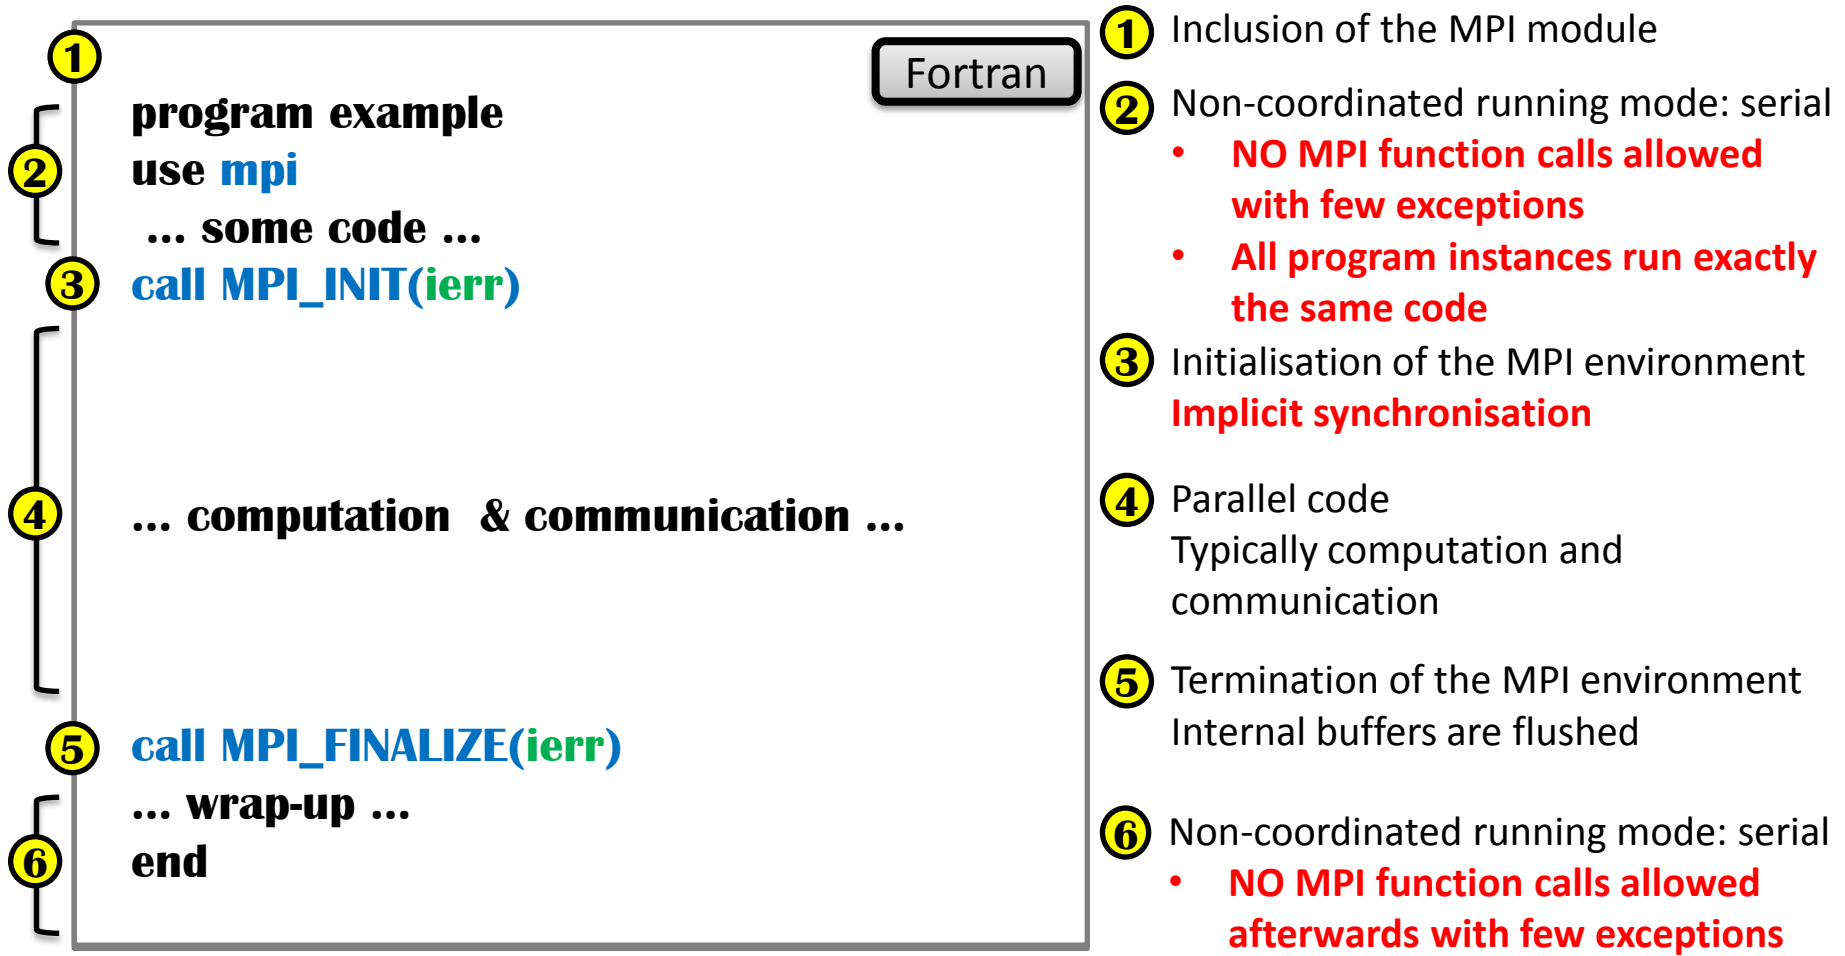 1
Fortran
program example
2
use mpi
... some code ...
3
call MPI_INIT(ierr)
4
... computation & communication ...
5
call MPI_FINALIZE(ierr)
... wrap-up ...
6
end
1 Inclusion of the MPI module
2 Non-coordinated running mode: serial
• NO MPI function calls allowed
with few exceptions
• All program instances run exactly
the same code
3 Initialisation of the MPI environment
Implicit synchronisation
4 Parallel code
Typically computation and
communication
5 Termination of the MPI environment
Internal buffers are flushed
6 Non-coordinated running mode: serial
• NO MPI function calls allowed
afterwards with few exceptions